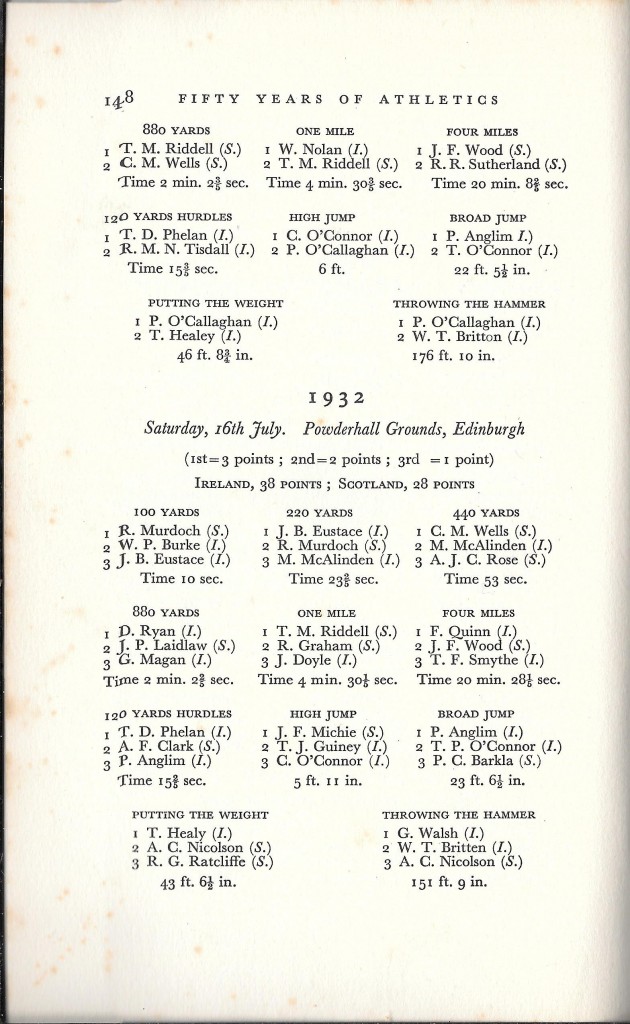 148 FIFTY YEARS OF ATHLETICS
880 YARDS
1 T. M. Riddell (S.)
2 C. M. Wells (S.)
Time 2 min. 2⅗ sec.
ONE MILE
1 W. Nolan (I.)
2 T. M. Riddell (S.)
Time 4 min. 30⅗ sec.
FOUR MILES
1 J. F. Wood (S.)
2 R. R. Sutherland (S.)
Time 20 min. 8⅖ sec.
120 YARDS HURDLES
1 T. D. Phelan (I.)
2 R. M. N. Tisdall (I.)
Time 15⅗ sec.
HIGH JUMP
1 C. O'Connor (I.)
2 P. O'Callaghan (I.)
6 ft.
BROAD JUMP
1 P. Anglim I.)
2 T. O'Connor (I.)
22 ft. 5½ in.
PUTTING THE WEIGHT
1 P. O'Callaghan (I.)
2 T. Healey (I.)
46 ft. 8¾ in.
THROWING THE HAMMER
1 P. O'Callaghan (I.)
2 W. T. Britton (I.)
176 ft. 10 in.
1932
Saturday, 16th July. Powderhall Grounds, Edinburgh
(1st=3 points ; 2nd=2 points ; 3rd =1 point)
IRELAND, 38 POINTS ; SCOTLAND, 28 POINTS
100 YARDS
1 R. Murdoch (S.)
2 W. P. Burke (I.)
3 J. B. Eustace (I.)
Time 10 sec.
220 YARDS
1 J. B. Eustace (I.)
2 R. Murdoch (S.)
3 M. McAlinden (I.)
Time 23⅗ sec.
440 YARDS
1 C. M. Wells (S.)
2 M. McAlinden (I.)
3 A. J. C. Rose (S.)
Time 53 sec.
880 YARDS
1 D. Ryan (I.)
2 J. P. Laidlaw (S.)
3 G. Magan (I.)
Time 2 min. 2⅖ sec.
ONE MILE
1 T. M. Riddell (S.)
2 R. Graham (S.)
3 J. Doyle (I.)
Time 4 min. 30⅕ sec.
FOUR MILES
1 F. Quinn (I.)
2 J. F. Wood (S.)
3 T. F. Smythe (I.)
Time 20 min. 28⅕ sec.
120 YARDS HURDLES
1 T. D. Phelan (I.)
2 A. F. Clark (S.)
3 P. Anglim (I.)
Time 15⅖ sec.
HIGH JUMP
1 J. F. Michie (S.)
2 T. J. Guiney (I.)
3 C. O'Connor (I.)
5 ft. 11 in.
BROAD JUMP
1 P. Anglim (I.)
2 T. P. O'Connor (I.)
3 P. C. Barkla (S.)
23 ft. 6½ in.
PUTTING THE WEIGHT
1 T. Healy (I.)
2 A. C. Nicolson (S.)
3 R. G. Ratcliffe (S.)
43 ft. 6½ in.
THROWING THE HAMMER
1 G. Walsh (I.)
2 W. T. Britten (I.)
3 A. C. Nicolson (S.)
151 ft. 9 in.